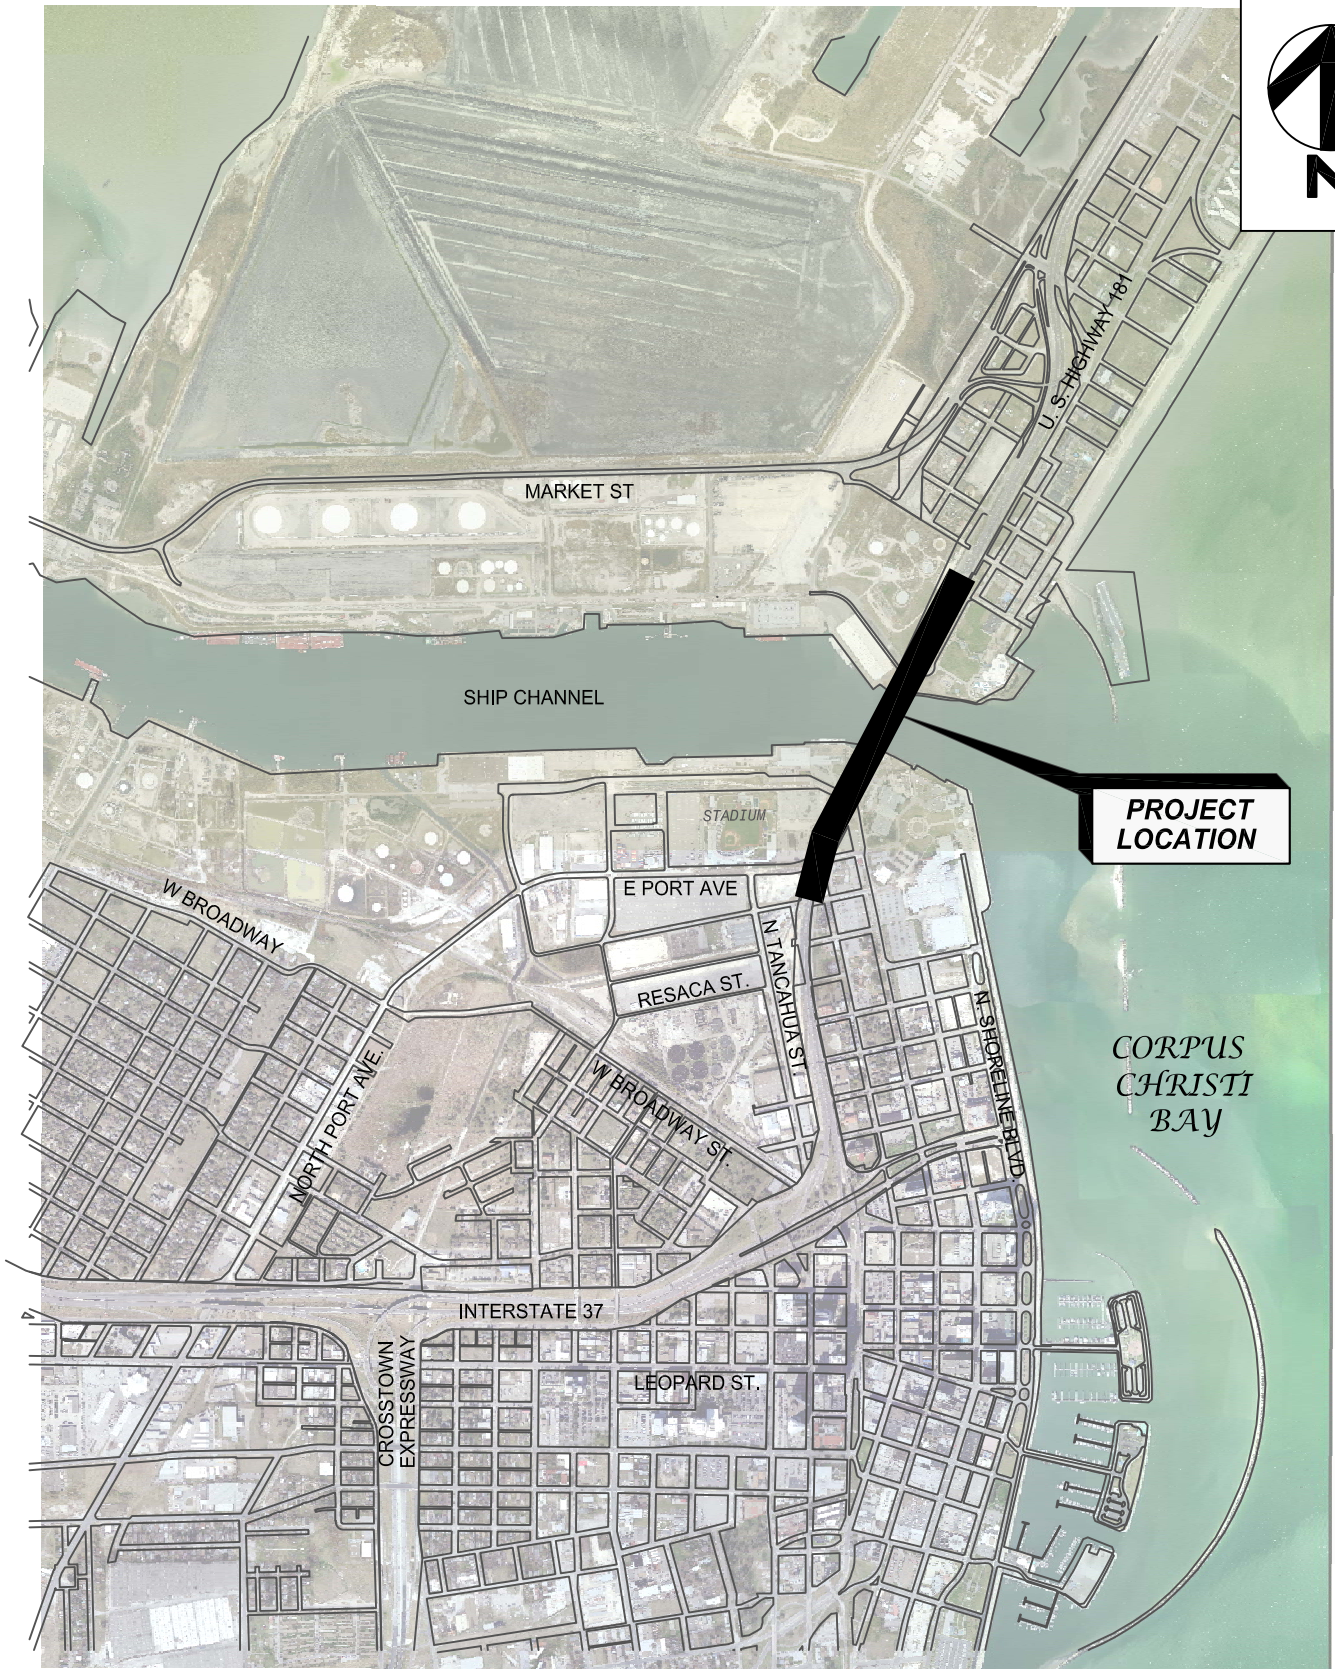 N
U. S. HIGHWAY 181
MARKET ST
SHIP CHANNEL
PROJECT
LOCATION
STADIUM
E PORT AVE
W BROADWAY
N TANCAHUA ST
RESACA ST.
N. SHORELINE BLVD.
CORPUS
CHRISTI
BAY
NORTH PORT AVE.
W BROADWAY ST.
INTERSTATE 37
CROSSTOWN
EXPRESSWAY
LEOPARD ST.